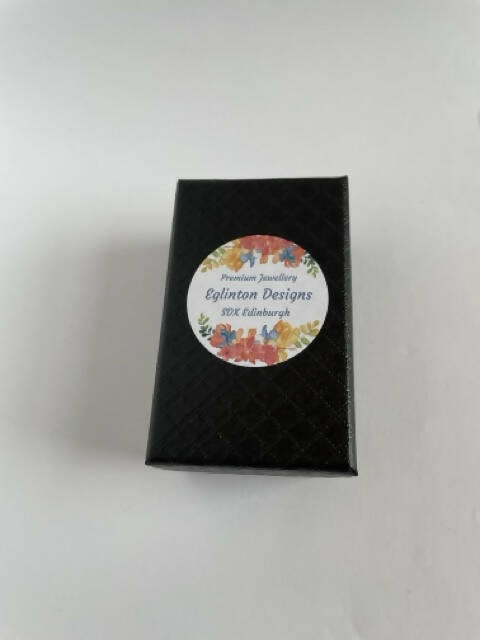 Premium Jewellery
Eglinton Designs
SDX Edinburgh